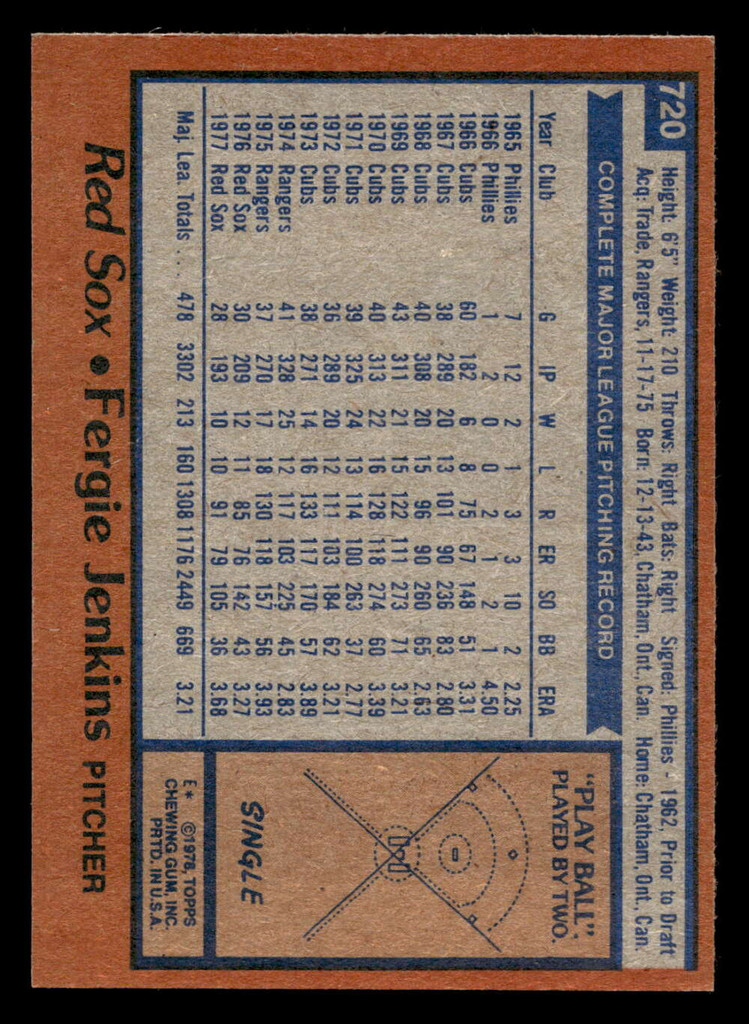 720
Height: 6'5" Weight: 210 Throws: Right Bats: Right Signed: Phillies - 1962, Prior to Draft
Acq: Trade, Rangers, 11-17-75 Born: 12-13-43, Chatham, Ont., Can. Home: Chatham, Ont., Can.
COMPLETE MAJOR LEAGUE PITCHING RECORD
Year Club G IP W L R ER SO BB ERA
1965 Phillies 7 12 2 1 3 3 10 2 2.25
1966 Phillies 1 2 0 0 2 1 2 1 4.50
1966 Cubs 60 182 6 8 75 67 148 51 3.31
1967 Cubs 38 289 20 13 101 90 236 83 2.80
1968 Cubs 40 308 20 15 96 90 260 65 2.63
1969 Cubs 43 311 21 15 122 111 273 71 3.21
1970 Cubs 40 313 22 16 128 118 274 60 3.39
1971 Cubs 39 325 24 13 114 100 263 37 2.77
1972 Cubs 36 289 20 12 111 103 184 62 3.21
1973 Cubs 38 271 14 16 133 117 170 57 3.89
1974 Rangers 41 328 25 12 117 103 225 45 2.83
1975 Rangers 37 270 17 18 130 118 157 56 3.93
1976 Red Sox 30 209 12 11 85 76 142 43 3.27
1977 Red Sox 28 193 10 10 91 79 105 36 3.68
Maj. Lea. Totals . . . 478 3302 213 160 1308 1176 2449 669 3.21
"PLAY BALL"
PLAYED BY TWO.
SINGLE
E* ©1978, TOPPS
CHEWING GUM, INC.
PRTD. IN U.S.A.
Red Sox • Fergie Jenkins PITCHER